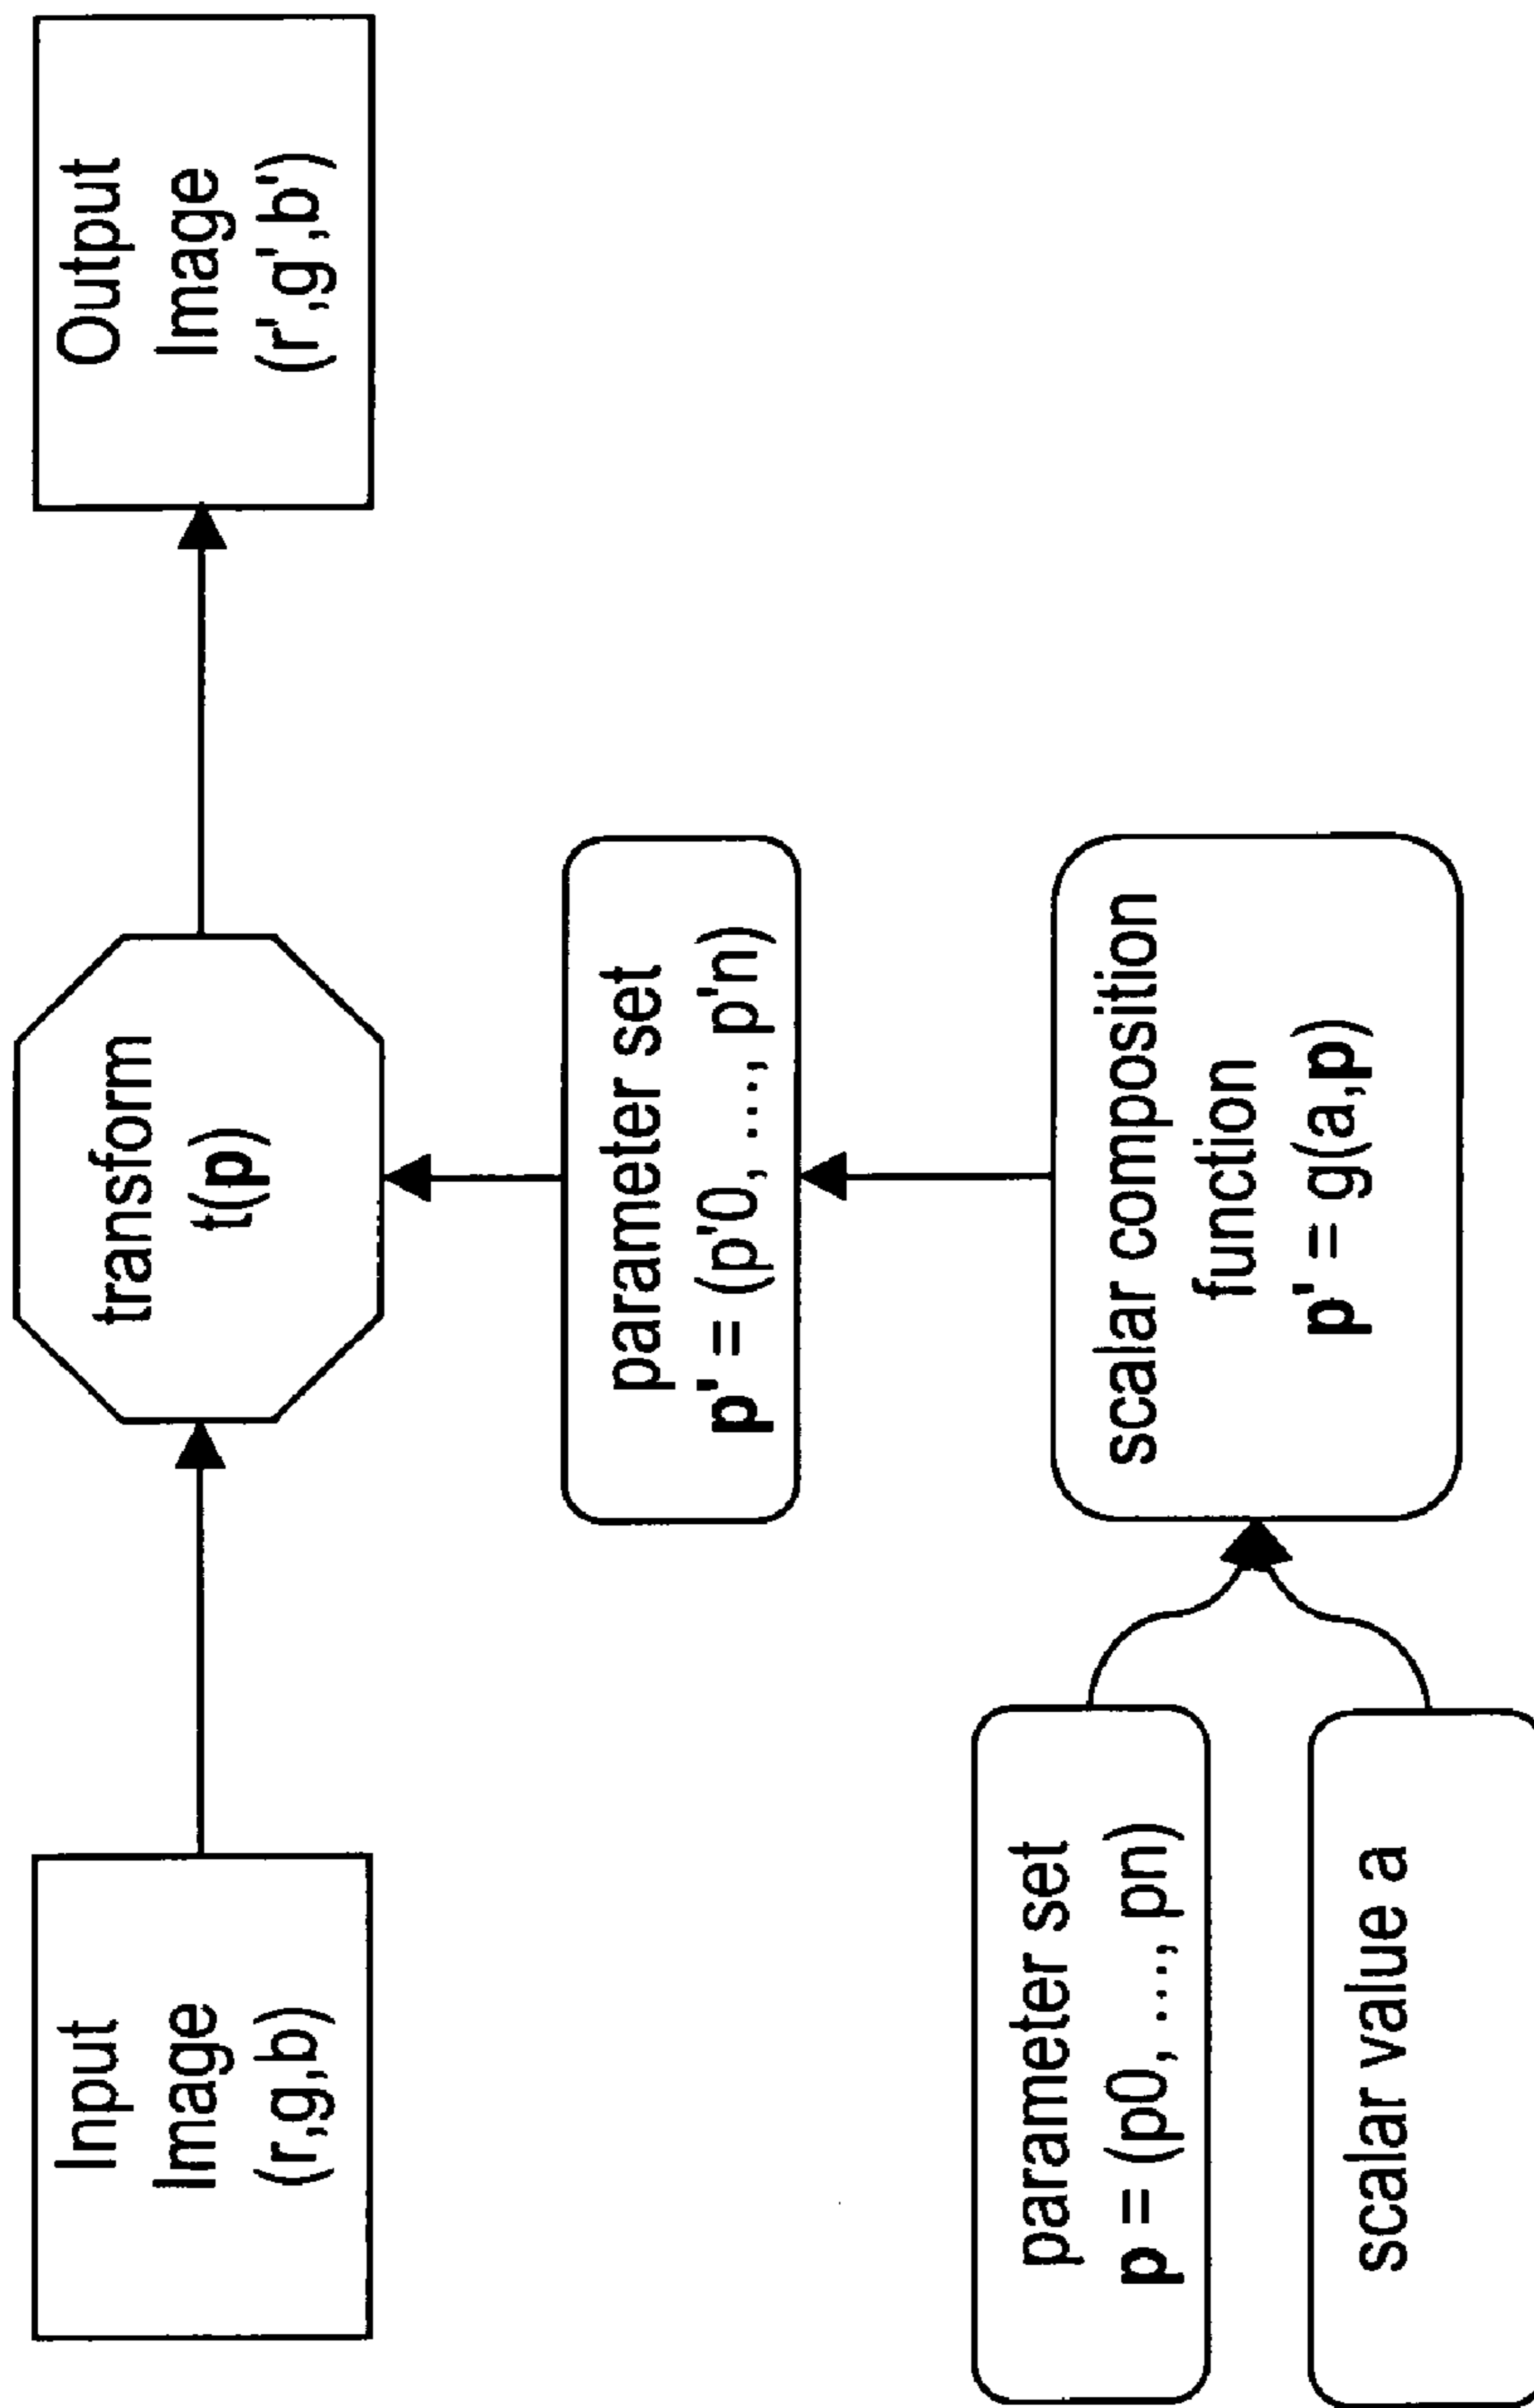 Input
Image
(r,g,b)
transform
t(p)
Output
Image
(r',g',b')
parameter set
p' = (p'0, ..., p'n)
parameter set
p = (p0, ..., pn)
scalar value a
scalar composition
function
p' = g(a,p)